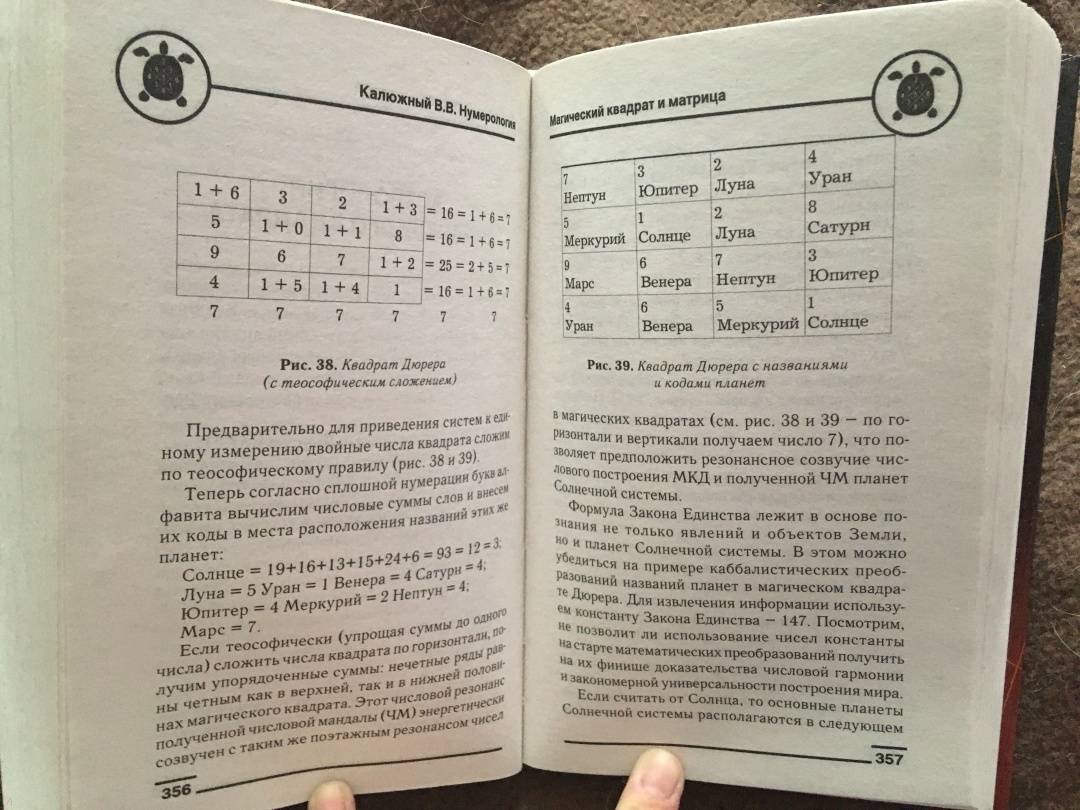 Калюжный В.В. Нумерология
1 + 6 3 2 1 + 3 = 16 = 1 + 6 = 7
5 1 + 0 1 + 1 8 = 16 = 1 + 6 = 7
9 6 7 1 + 2 = 25 = 2 + 5 = 7
4 1 + 5 1 + 4 1 = 16 = 1 + 6 = 7
7 7 7 7 7 7
Рис. 38. Квадрат Дюрера
(с теософическим сложением)
Предварительно для приведения систем к еди-
ному измерению двойные числа квадрата сложим
по теософическому правилу (рис. 38 и 39).
Теперь согласно сплошной нумерации букв ал-
фавита вычислим числовые суммы слов и внесем
их коды в места расположения названий этих же
планет:
Солнце = 19+16+13+15+24+6 = 93 = 12 = 3;
Луна = 5 Уран = 1 Венера = 4 Сатурн = 4;
Юпитер = 4 Меркурий = 2 Нептун = 4;
Марс = 7.
Если теософически (упрощая суммы до одного
числа) сложить числа квадрата по горизонтали, по-
лучим упорядоченные суммы: нечетные ряды рав-
ны четным как в верхней, так и в нижней полови-
нах магического квадрата. Этот числовой резонанс
полученной числовой мандалы (ЧМ) энергетически
созвучен с таким же поэтажным резонансом чисел
356
Магический квадрат и матрица
7 3 2 4
Нептун Юпитер Луна Уран
5 1 2 8
Меркурий Солнце Луна Сатурн
9 6 7 3
Марс Венера Нептун Юпитер
4 6 5 1
Уран Венера Меркурий Солнце
Рис. 39. Квадрат Дюрера с названиями
и кодами планет
в магических квадратах (см. рис. 38 и 39 – по го-
ризонтали и вертикали получаем число 7), что по-
зволяет предположить резонансное созвучие чис-
лового построения МКД и полученной ЧМ планет
Солнечной системы.
Формула Закона Единства лежит в основе по-
знания не только явлений и объектов Земли,
но и планет Солнечной системы. В этом можно
убедиться на примере каббалистических преоб-
разований названий планет в магическом квадра-
те Дюрера. Для извлечения информации использу-
ем константу Закона Единства – 147. Посмотрим,
не позволит ли использование чисел константы
на старте математических преобразований получить
на их финише доказательства числовой гармонии
и закономерной универсальности построения мира.
Если считать от Солнца, то основные планеты
Солнечной системы располагаются в следующем
357